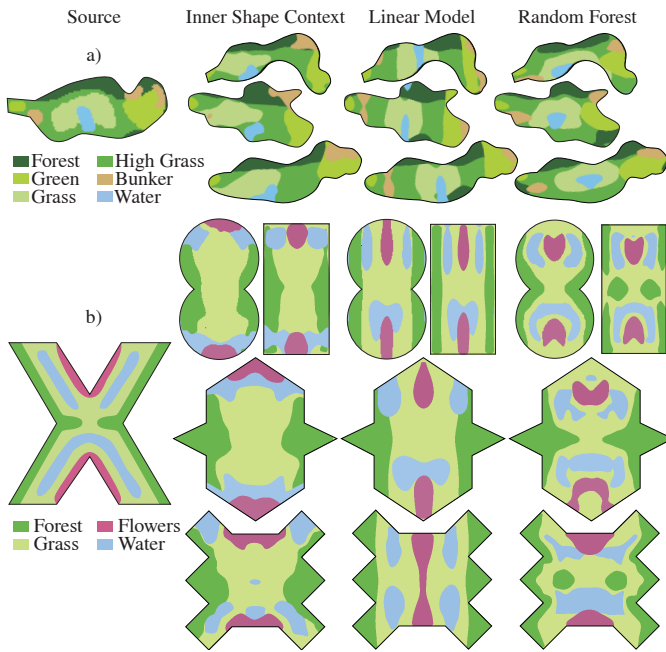 Source Inner Shape Context Linear Model Random Forest
a)
Forest High Grass
Green Bunker
Grass Water
b)
Forest Flowers
Grass Water